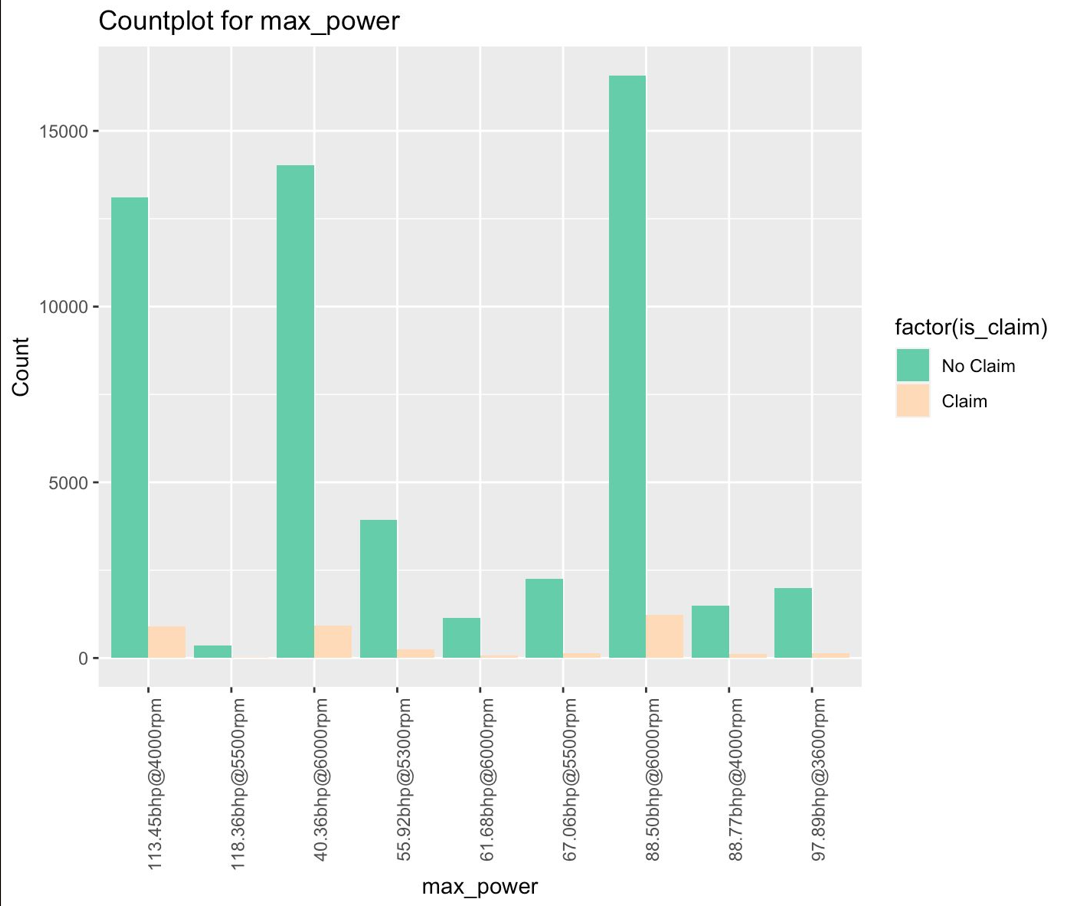 Countplot for max_power
15000
10000
5000
0
Count
113.45bhp@4000rpm
118.36bhp@5500rpm
40.36bhp@6000rpm
55.92bhp@5300rpm
61.68bhp@6000rpm
67.06bhp@5500rpm
88.50bhp@6000rpm
88.77bhp@4000rpm
97.89bhp@3600rpm
max_power
factor(is_claim)
No Claim
Claim